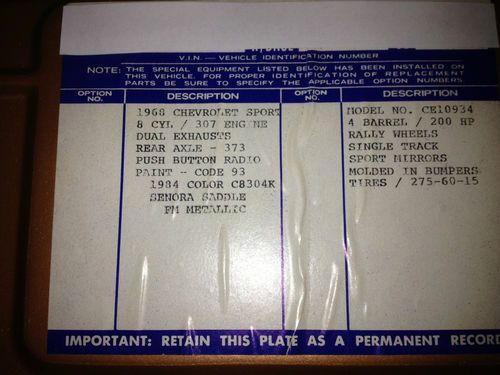 V.I.N. — VEHICLE IDENTIFICATION NUMBER
NOTE: THE SPECIAL EQUIPMENT LISTED BELOW HAS BEEN INSTALLED ON
THIS VEHICLE. FOR PROPER IDENTIFICATION OF REPLACEMENT
PARTS BE SURE TO SPECIFY THE APPLICABLE OPTION NUMBERS.
OPTION NO.
DESCRIPTION
OPTION NO.
DESCRIPTION
1968 CHEVROLET SPORT
8 CYL / 307 ENGINE
DUAL EXHAUSTS
REAR AXLE - 373
PUSH BUTTON RADIO
PAINT - CODE 93
1984 COLOR C8304K
SENORA SADDLE
FM METALLIC
MODEL NO. CE10934
4 BARREL / 200 HP
RALLY WHEELS
SINGLE TRACK
SPORT MIRRORS
MOLDED IN BUMPERS
TIRES / 275-60-15
IMPORTANT: RETAIN THIS PLATE AS A PERMANENT RECORD